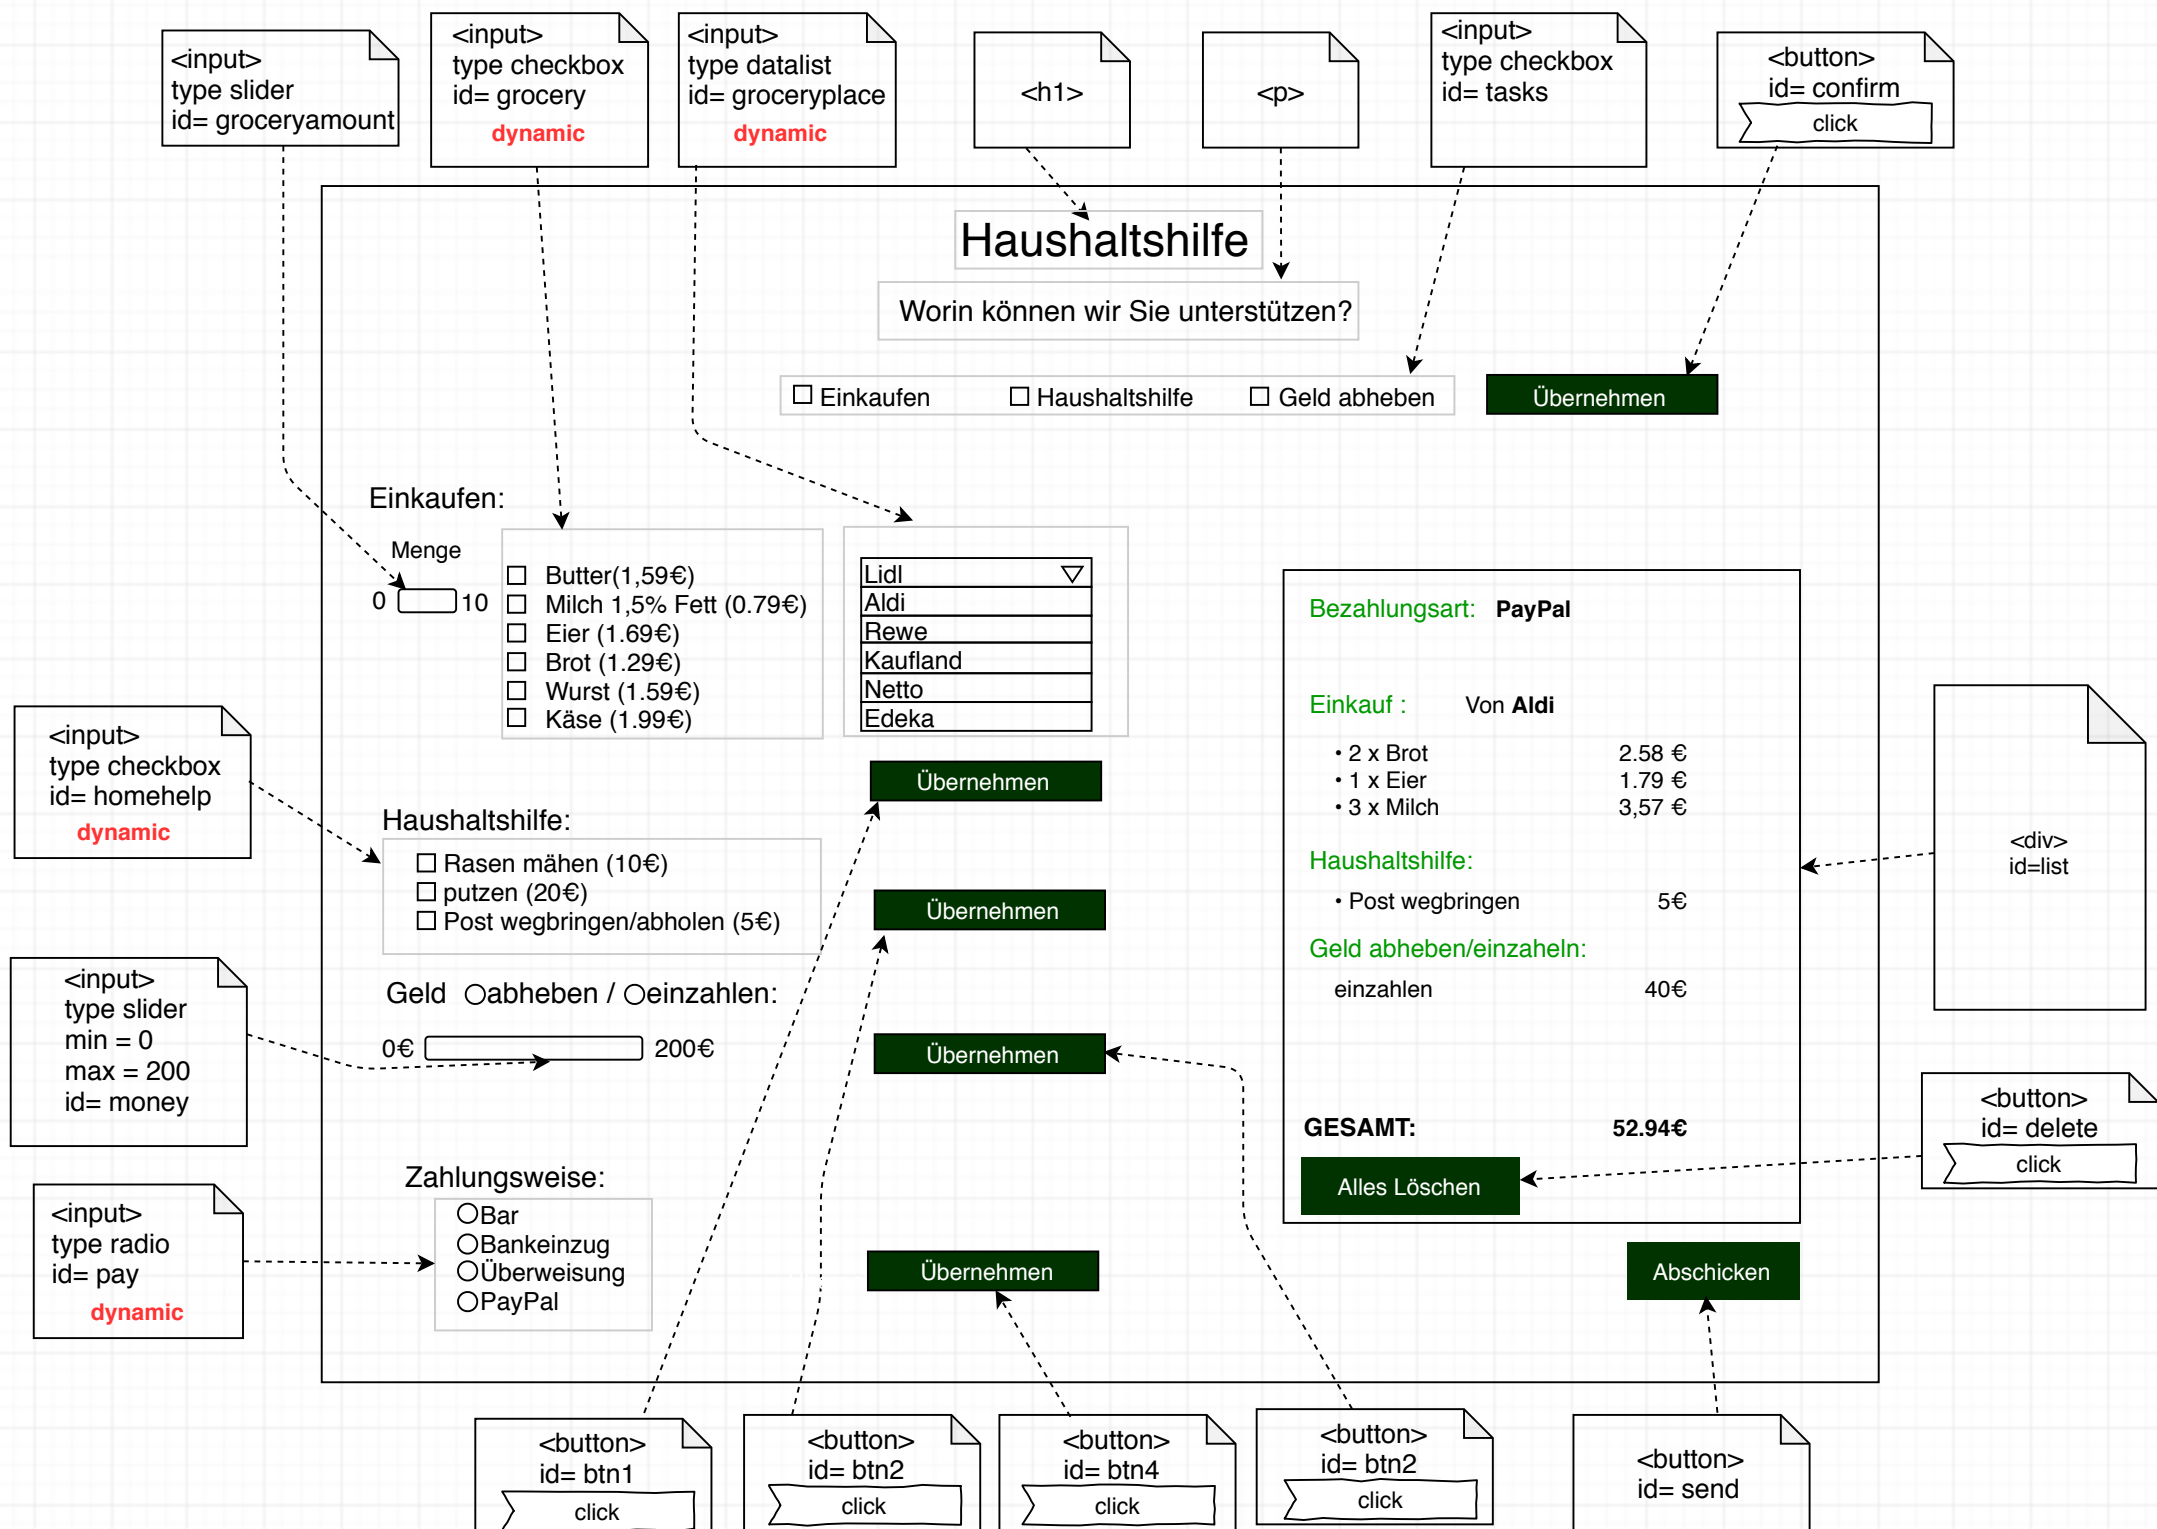 <input>
type slider
id= groceryamount
<input>
type checkbox
id= grocery
dynamic
<input>
type datalist
id= groceryplace
dynamic
<h1>
<p>
<input>
type checkbox
id= tasks
<button>
id= confirm
click
Haushaltshilfe
Worin können wir Sie unterstützen?
Einkaufen
Haushaltshilfe
Geld abheben
Übernehmen
Einkaufen:
Menge
0
10
Butter(1,59€)
Milch 1,5% Fett (0.79€)
Eier (1.69€)
Brot (1.29€)
Wurst (1.59€)
Käse (1.99€)
Lidl
Aldi
Rewe
Kaufland
Netto
Edeka
Übernehmen
<input>
type checkbox
id= homehelp
dynamic
Haushaltshilfe:
Rasen mähen (10€)
putzen (20€)
Post wegbringen/abholen (5€)
Übernehmen
<input>
type slider
min = 0
max = 200
id= money
Geld abheben / einzahlen:
0€
200€
Übernehmen
<input>
type radio
id= pay
dynamic
Zahlungsweise:
Bar
Bankeinzug
Überweisung
PayPal
Übernehmen
Bezahlungsart: PayPal
Einkauf : Von Aldi
• 2 x Brot 2.58 €
• 1 x Eier 1.79 €
• 3 x Milch 3,57 €
Haushaltshilfe:
• Post wegbringen 5€
Geld abheben/einzaheln:
einzahlen 40€
GESAMT: 52.94€
Alles Löschen
Abschicken
<div>
id=list
<button>
id= delete
click
<button>
id= btn1
click
<button>
id= btn2
click
<button>
id= btn4
click
<button>
id= btn2
click
<button>
id= send